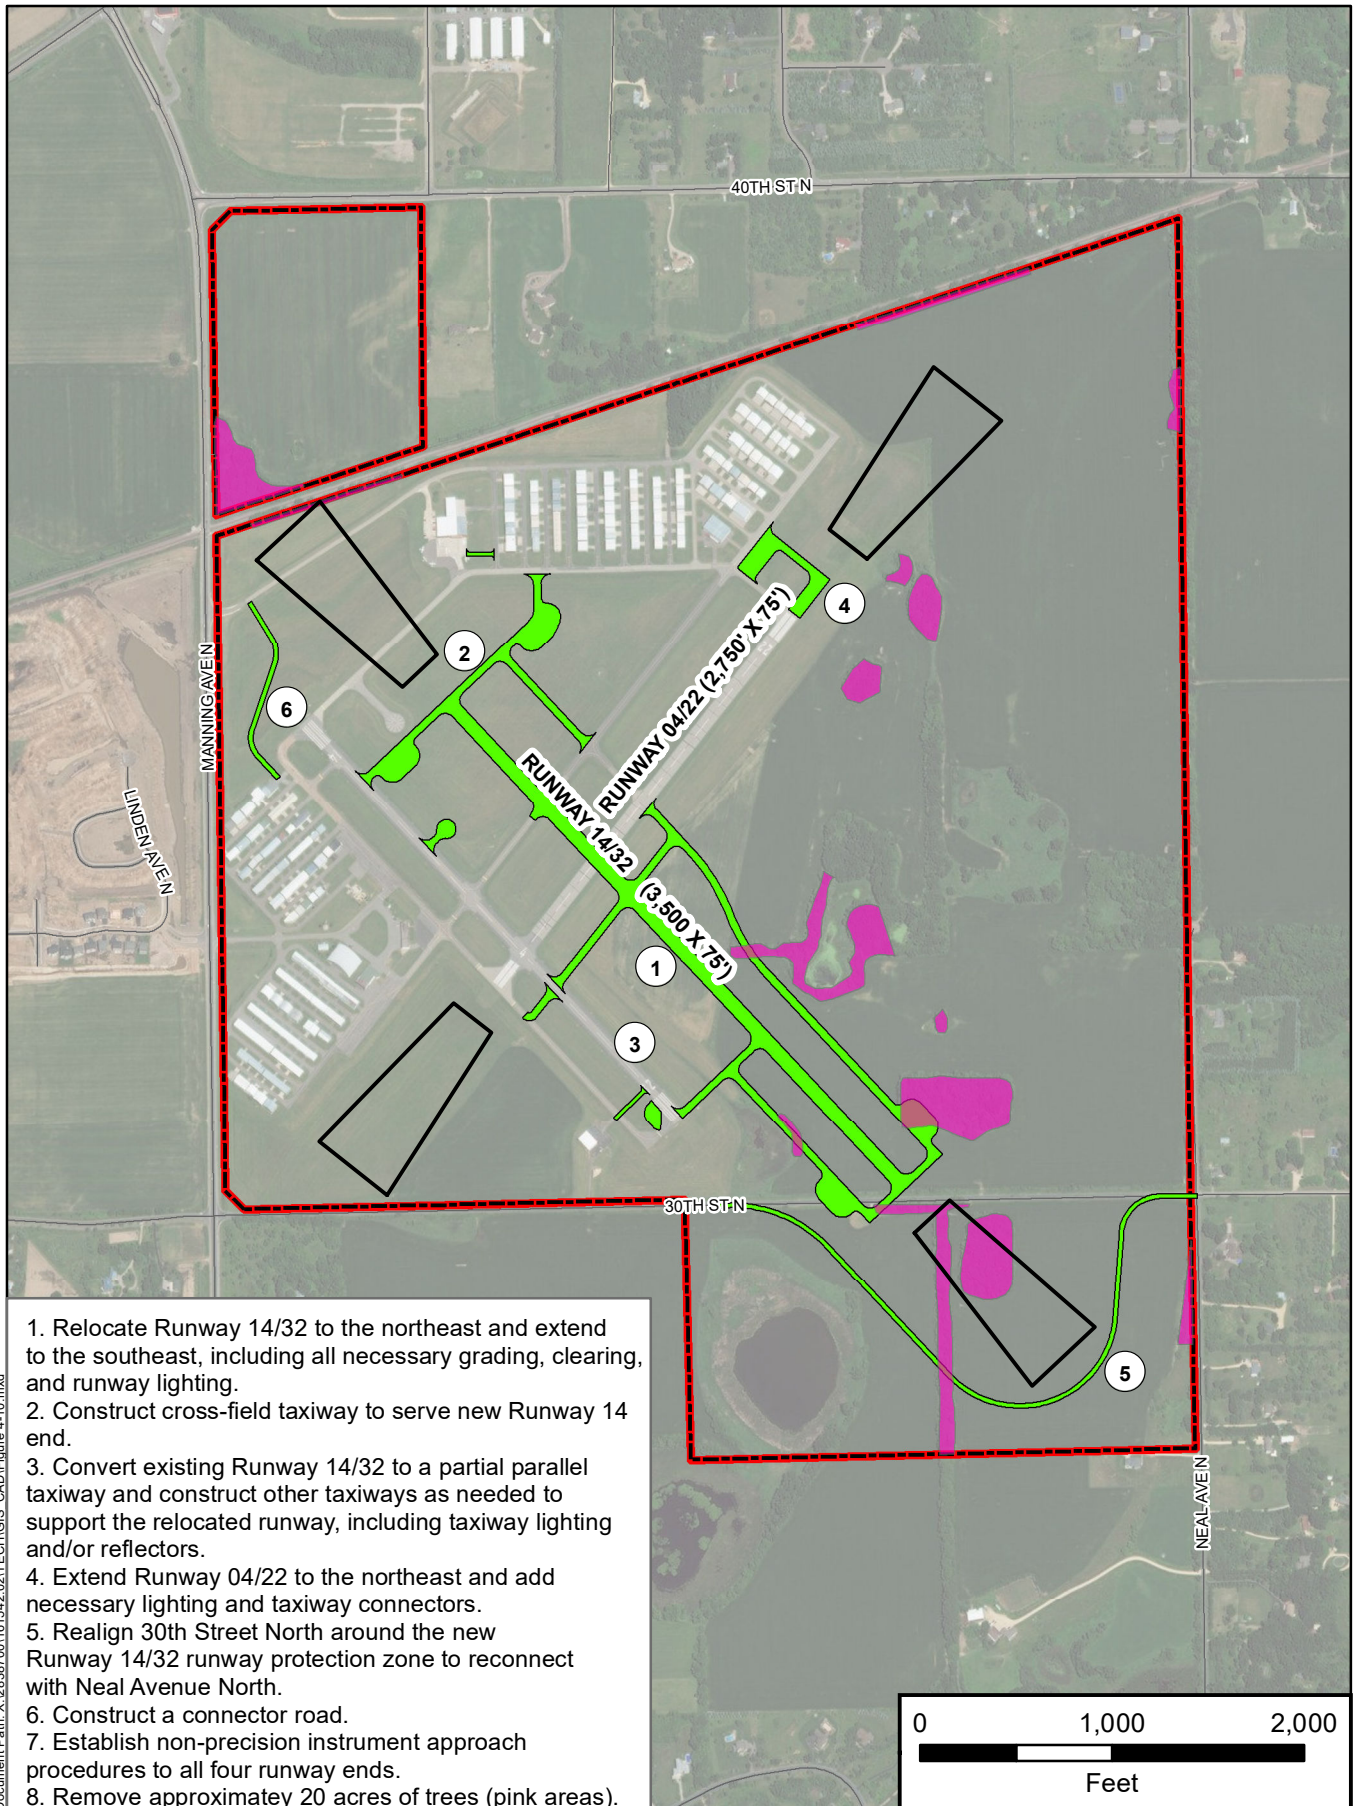 40TH ST N
MANNING AVE N
LINDEN AVE N
2
4
6
RUNWAY 04/22 (2,750' X 75')
RUNWAY 14/32 (3,500 X 75')
1
3
30TH ST N
5
NEAL AVE N
1. Relocate Runway 14/32 to the northeast and extend
to the southeast, including all necessary grading, clearing,
and runway lighting.
2. Construct cross-field taxiway to serve new Runway 14
end.
3. Convert existing Runway 14/32 to a partial parallel
taxiway and construct other taxiways as needed to
support the relocated runway, including taxiway lighting
and/or reflectors.
4. Extend Runway 04/22 to the northeast and add
necessary lighting and taxiway connectors.
5. Realign 30th Street North around the new
Runway 14/32 runway protection zone to reconnect
with Neal Avenue North.
6. Construct a connector road.
7. Establish non-precision instrument approach
procedures to all four runway ends.
8. Remove approximatey 20 acres of trees (pink areas).
0 1,000 2,000
Feet